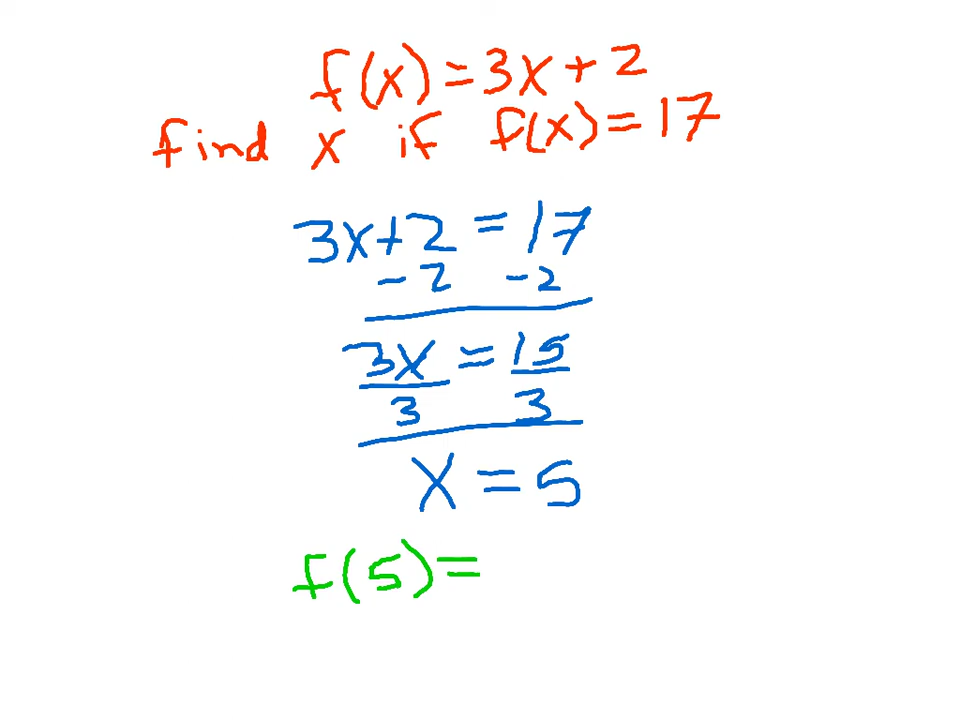 f(x)=3x+2
find x if f(x)=17
3x+2=17
-2 -2
3x = 15
3 3
x=5
f(5)=